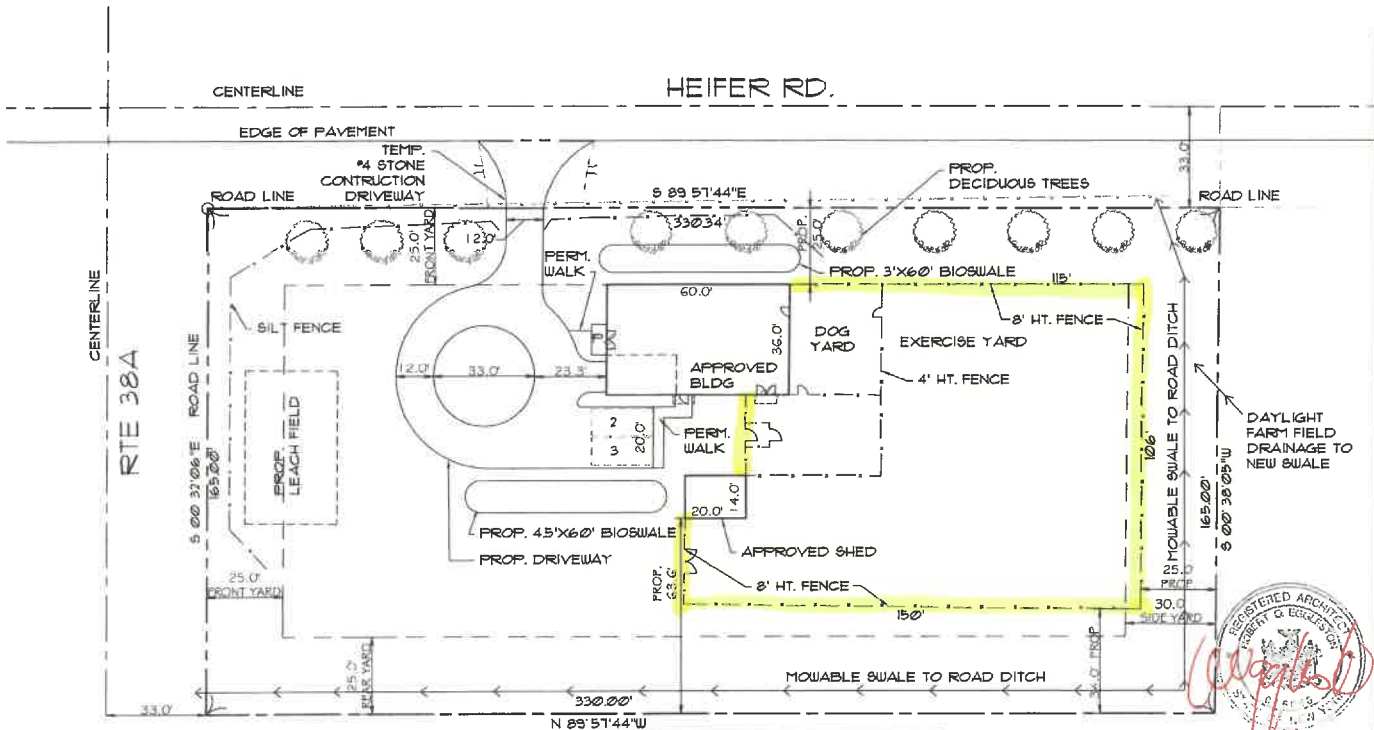 HEIFER RD.
CENTERLINE
EDGE OF PAVEMENT
TEMP.
#4 STONE
CONTRUCTION
DRIVEWAY
ROAD LINE
S 89 57'44"E
330.34'
PROP.
DECIDUOUS TREES
33.0'
ROAD LINE
12.0'
25.0'
FRONT YARD
PERM.
WALK
PROP.
25.0'
PROP. 3'X60' BIOSWALE
115'
60.0'
8' HT. FENCE
SILT FENCE
CENTERLINE
RTE 38A
S 00 32'06"E ROAD LINE
165.00'
12.0'
33.0'
23.3'
36.0'
APPROVED
BLDG
DOG
YARD
EXERCISE YARD
4' HT. FENCE
PROP.
LEACH FIELD
2
3
20.0'
PERM.
WALK
106'
MOWABLE SWALE TO ROAD DITCH
165.00'
S 00°38'05"W
DAYLIGHT
FARM FIELD
DRAINAGE TO
NEW SWALE
14.0'
20.0'
PROP. 4.5'X60' BIOSWALE
PROP. DRIVEWAY
APPROVED SHED
PROP.
63.6'
8' HT. FENCE
150'
25.0'
FRONT YARD
25.0'
PROP
30.0
SIDE YARD
25.0'
REAR YARD
PROP
MOWABLE SWALE TO ROAD DITCH
330.00'
33.0'
N 89°57'44"W
REGISTERED ARCHITECT
ROBERT O. EGGLESTON
NEW Y